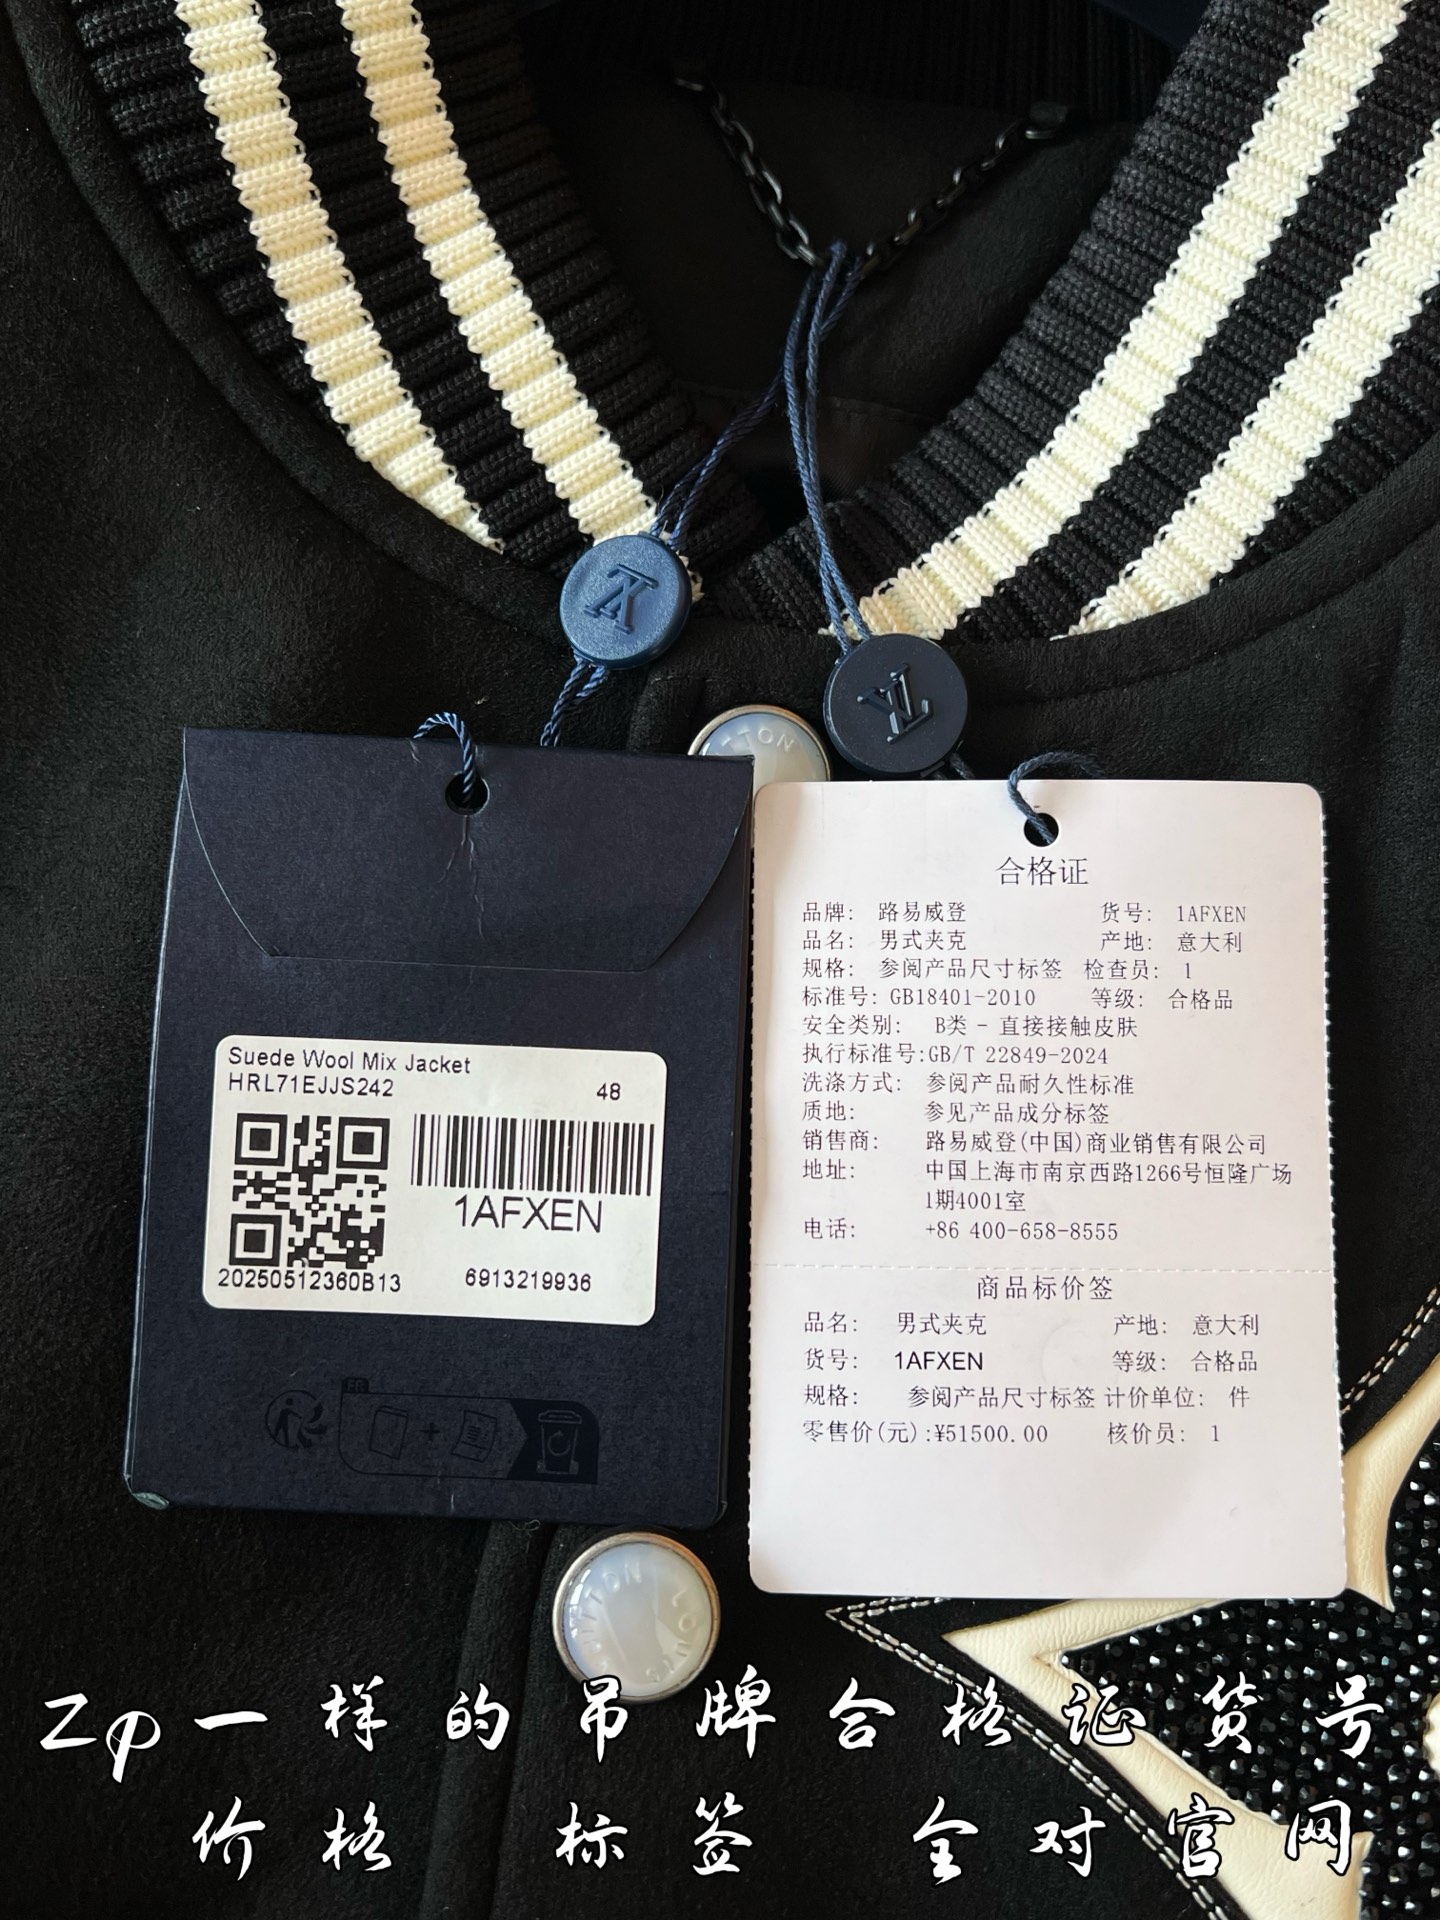 LV
LV
TTON
Suede Wool Mix Jacket
HRL71EJJS242 48
1AFXEN
20250512360B13 6913219936
FR
合格证
品牌: 路易威登 货号: 1AFXEN
品名: 男式夹克 产地: 意大利
规格: 参阅产品尺寸标签 检查员: 1
标准号: GB18401-2010 等级: 合格品
安全类别: B类 - 直接接触皮肤
执行标准号:GB/T 22849-2024
洗涤方式: 参阅产品耐久性标准
质地: 参见产品成分标签
销售商: 路易威登(中国)商业销售有限公司
地址: 中国上海市南京西路1266号恒隆广场
1期4001室
电话: +86 400-658-8555
商品标价签
品名: 男式夹克 产地: 意大利
货号: 1AFXEN 等级: 合格品
规格: 参阅产品尺寸标签 计价单位: 件
零售价(元):¥51500.00 核价员: 1
LOUIS VUITTON
Zp一样的吊牌合格证货号
价格 标签 全对官网